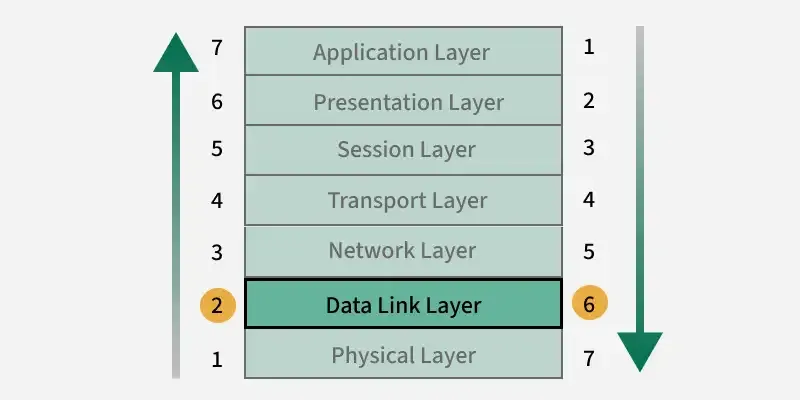 7 Application Layer 1
6 Presentation Layer 2
5 Session Layer 3
4 Transport Layer 4
3 Network Layer 5
2 Data Link Layer 6
1 Physical Layer 7